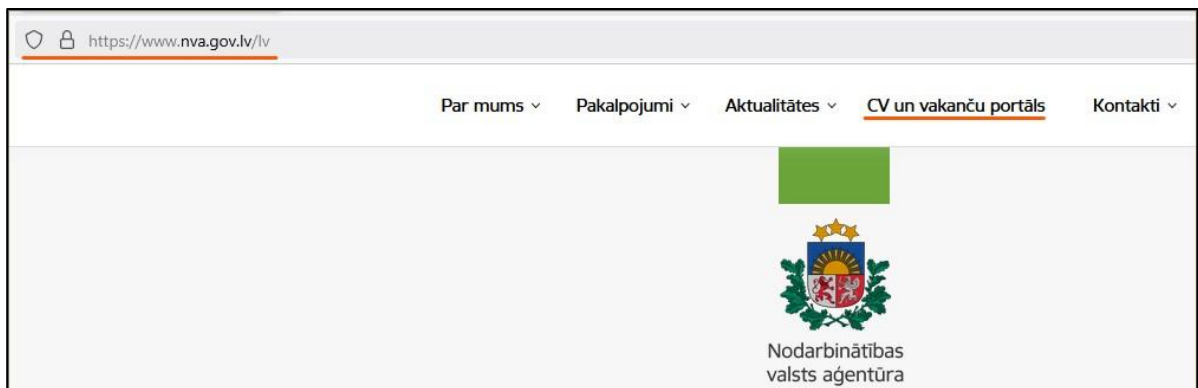 https://www.nva.gov.lv/lv
Par mums Pakalpojumi Aktualitātes CV un vakanču portāls Kontakti
Nodarbinātības
valsts aģentūra